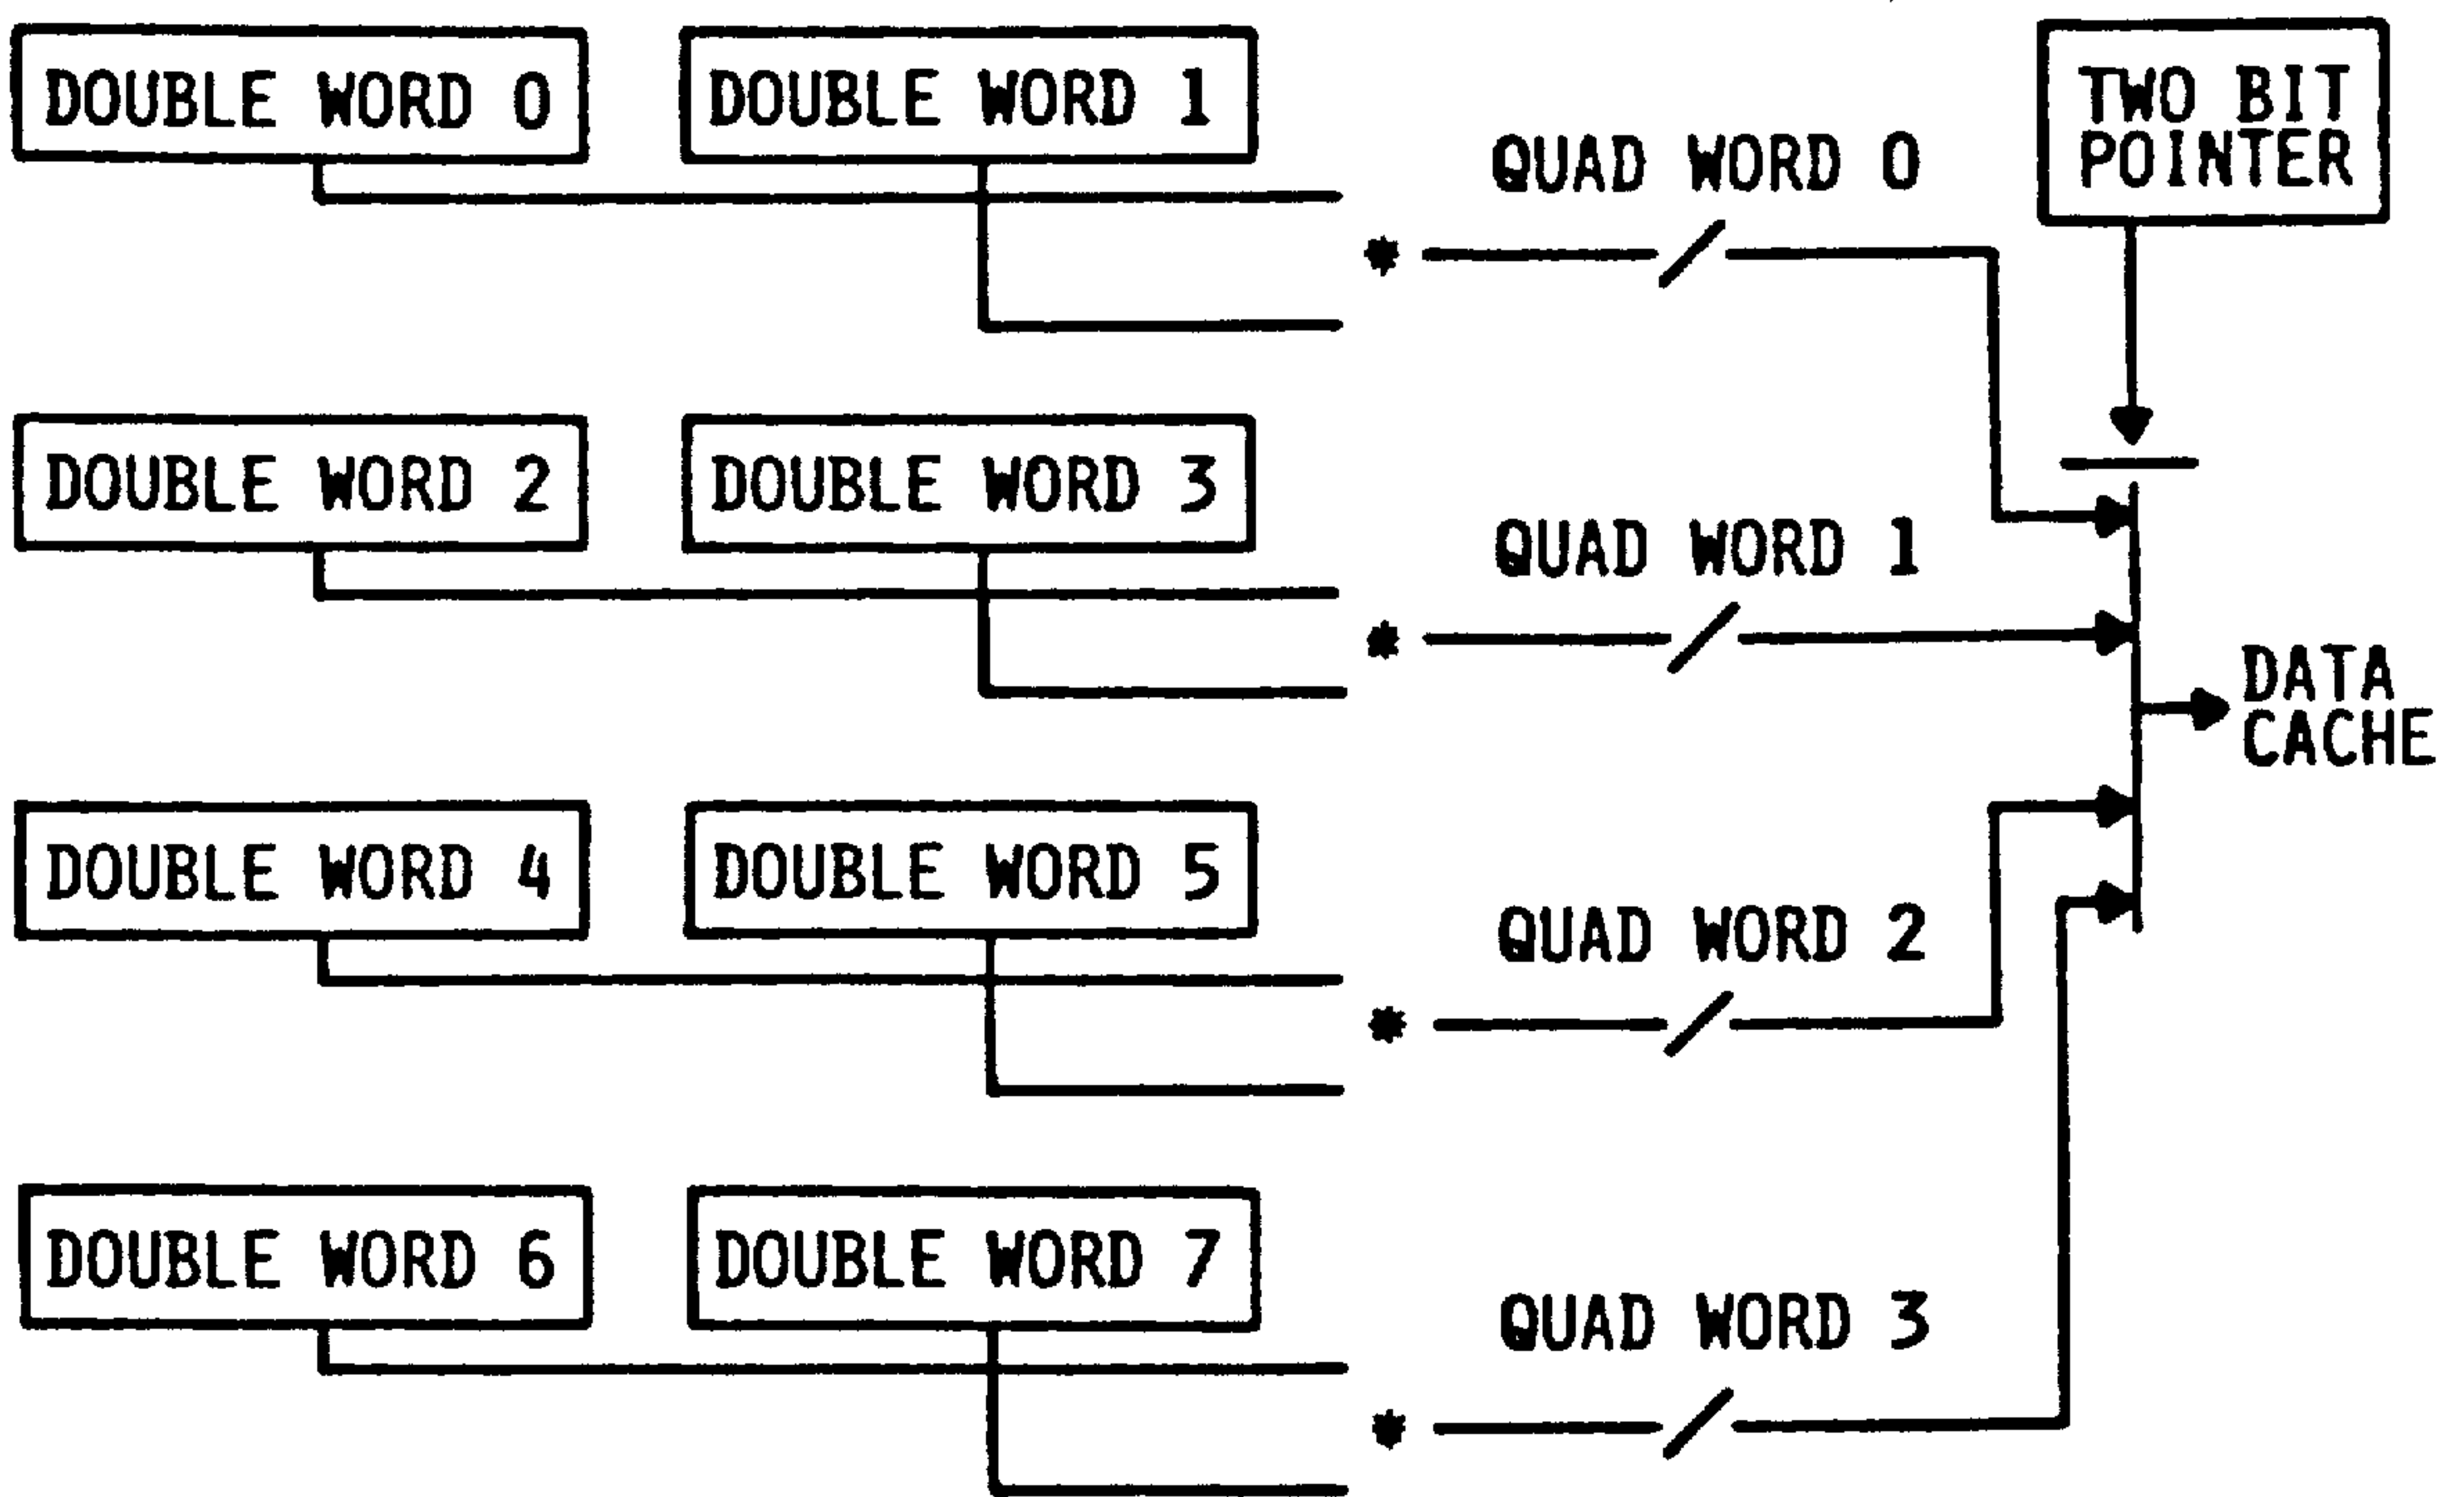 DOUBLE WORD 0
DOUBLE WORD 1
QUAD WORD 0
TWO BIT
POINTER
DOUBLE WORD 2
DOUBLE WORD 3
QUAD WORD 1
DATA
CACHE
DOUBLE WORD 4
DOUBLE WORD 5
QUAD WORD 2
DOUBLE WORD 6
DOUBLE WORD 7
QUAD WORD 3